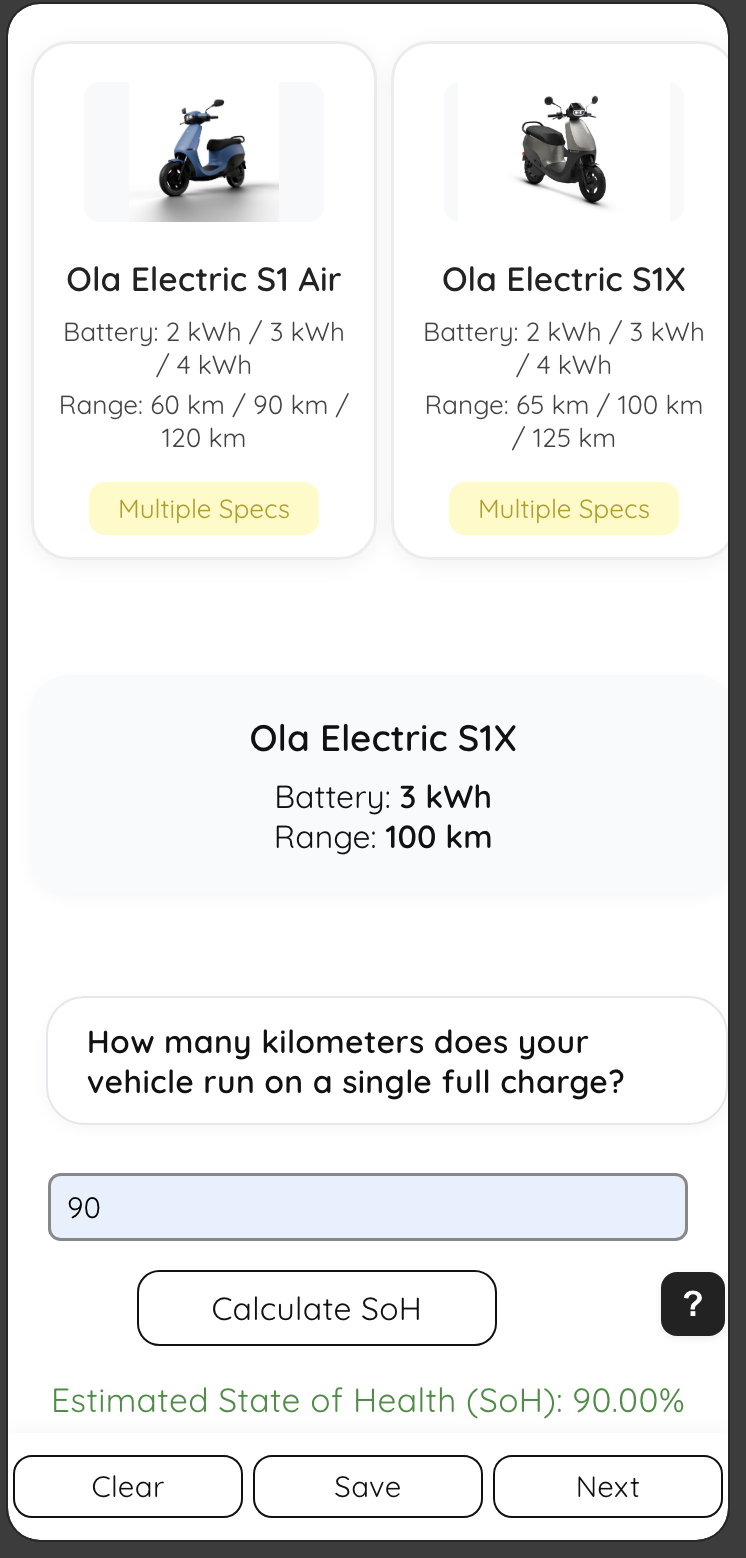 Ola Electric S1 Air
Battery: 2 kWh / 3 kWh
/ 4 kWh
Range: 60 km / 90 km /
120 km
Multiple Specs
Ola Electric S1X
Battery: 2 kWh / 3 kWh
/ 4 kWh
Range: 65 km / 100 km
/ 125 km
Multiple Specs
Ola Electric S1X
Battery: 3 kWh
Range: 100 km
How many kilometers does your
vehicle run on a single full charge?
90
Calculate SoH
?
Estimated State of Health (SoH): 90.00%
Clear
Save
Next